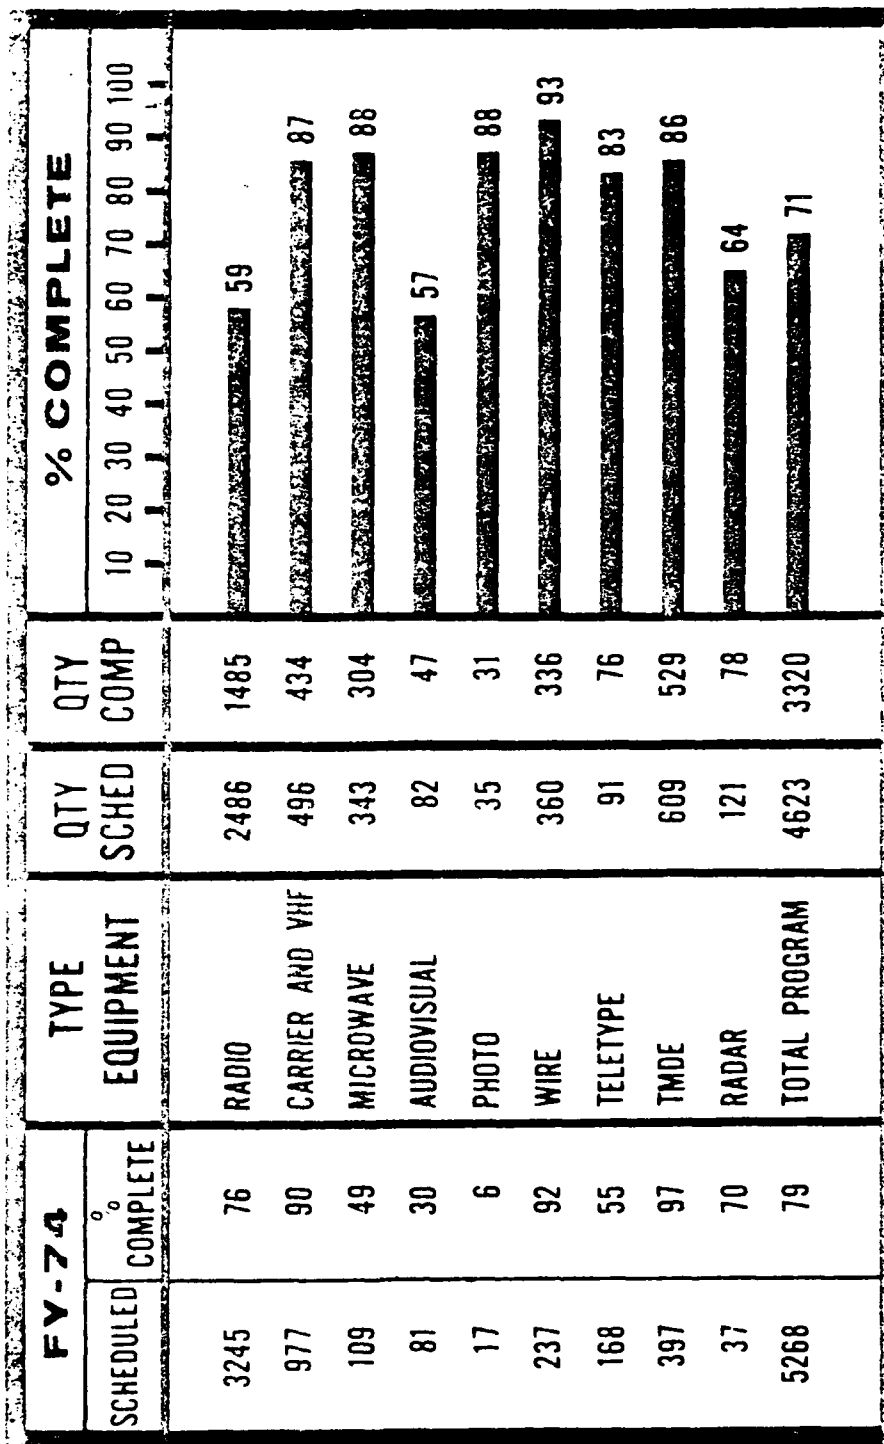 FY-74 TYPE EQUIPMENT QTY SCHED QTY COMP % COMPLETE
SCHEDULED % COMPLETE 10 20 30 40 50 60 70 80 90 100
3245 76 RADIO 2486 1485 59
977 90 CARRIER AND VHF 496 434 87
109 49 MICROWAVE 343 304 88
81 30 AUDIOVISUAL 82 47 57
17 6 PHOTO 35 31 88
237 92 WIRE 360 336 93
168 55 TELETYPE 91 76 83
397 97 TMDE 609 529 86
37 70 RADAR 121 78 64
5268 79 TOTAL PROGRAM 4623 3320 71